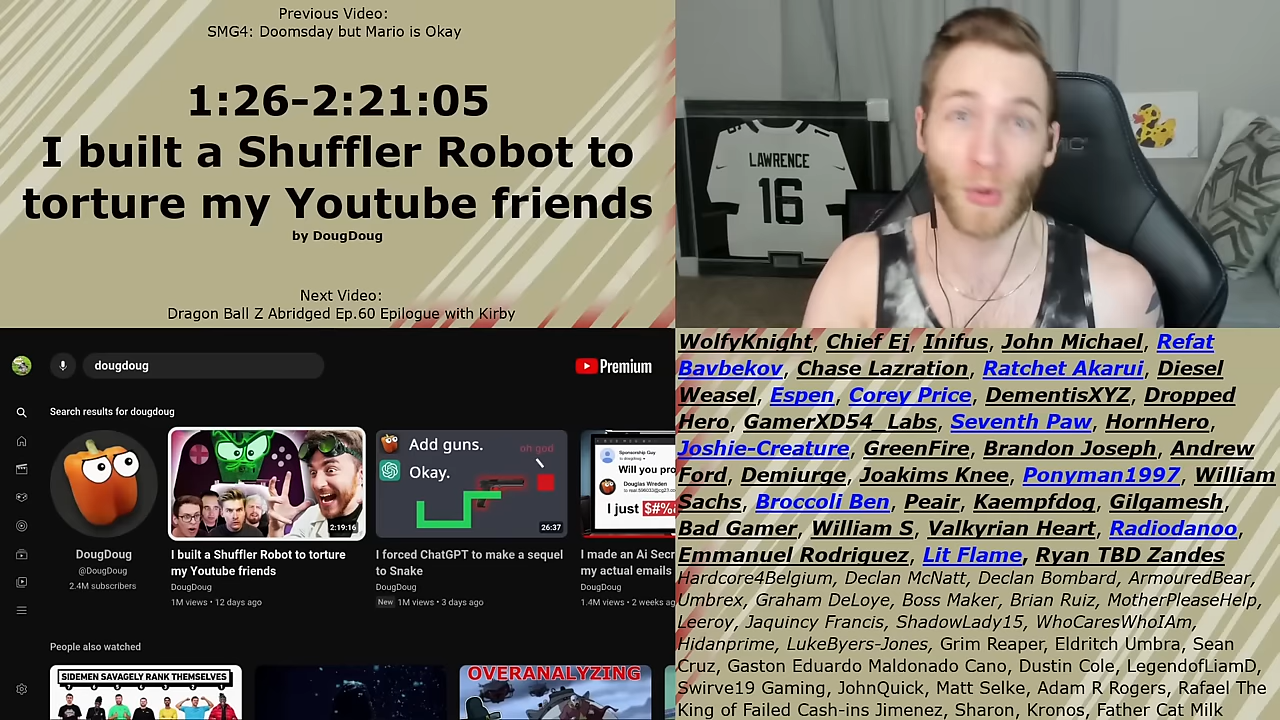 Previous Video:
SMG4: Doomsday but Mario is Okay
1:26-2:21:05
I built a Shuffler Robot to
torture my Youtube friends
by DougDoug
Next Video:
Dragon Ball Z Abridged Ep.60 Epilogue with Kirby
LAWRENCE
16
dougdoug
Premium
Search results for dougdoug
DougDoug
@DougDoug
2.4M subscribers
2:19:16
I built a Shuffler Robot to torture
my Youtube friends
DougDoug
1M views • 12 days ago
Add guns.
Okay.
oh god
26:37
I forced ChatGPT to make a sequel
to Snake
DougDoug
New 1M views • 3 days ago
Sponsorship Guy
Will you pro
Douglas Wreden
I just $#%&
I made an Ai Secr
my actual emails
DougDoug
1.4M views • 2 weeks ag
People also watched
SIDEMEN SAVAGELY RANK THEMSELVES
OVERANALYZING
WolfyKnight, Chief Ej, Inifus, John Michael, Refat
Bavbekov, Chase Lazration, Ratchet Akarui, Diesel
Weasel, Espen, Corey Price, DementisXYZ, Dropped
Hero, GamerXD54_Labs, Seventh Paw, HornHero,
Joshie-Creature, GreenFire, Brandon Joseph, Andrew
Ford, Demiurge, Joakims Knee, Ponyman1997, William
Sachs, Broccoli Ben, Peair, Kaempfdog, Gilgamesh,
Bad Gamer, William S, Valkyrian Heart, Radiodanoo,
Emmanuel Rodriguez, Lit Flame, Ryan TBD Zandes
Hardcore4Belgium, Declan McNatt, Declan Bombard, ArmouredBear,
Umbrex, Graham DeLoye, Boss Maker, Brian Ruiz, MotherPleaseHelp,
Leeroy, Jaquincy Francis, ShadowLady15, WhoCaresWhoIAm,
Hidanprime, LukeByers-Jones, Grim Reaper, Eldritch Umbra, Sean
Cruz, Gaston Eduardo Maldonado Cano, Dustin Cole, LegendofLiamD,
Swirve19 Gaming, JohnQuick, Matt Selke, Adam R Rogers, Rafael The
King of Failed Cash-ins Jimenez, Sharon, Kronos, Father Cat Milk